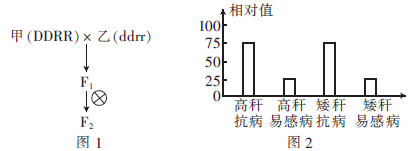 甲(DDRR)×乙(ddrr)
F₁
⊗
F₂
图1
相对值
100
75
50
25
0
高秆 高秆 矮秆 矮秆
抗病 易感病 抗病 易感病
图2